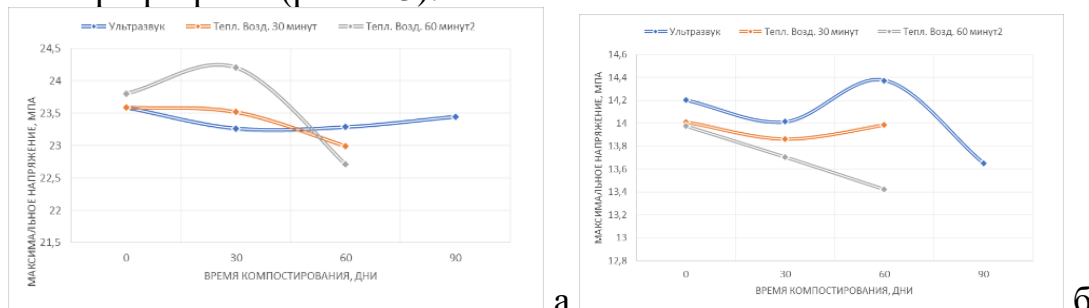 Ультразвук Тепл. Возд. 30 минут Тепл. Возд. 60 минут2
24,5
24
23,5
23
22,5
22
21,5
МАКСИМАЛЬНОЕ НАПРЯЖЕНИЕ, МПА
0 30 60 90
ВРЕМЯ КОМПОСТИРОВАНИЯ, ДНИ
а
Ультразвук Тепл. Возд. 30 минут Тепл. Возд. 60 минут2
14,6
14,4
14,2
14
13,8
13,6
13,4
13,2
13
12,8
МАКСИМАЛЬНОЕ НАПРЯЖЕНИЕ, МПА
0 30 60 90
ВРЕМЯ КОМПОСТИРОВАНИЯ, ДНИ
б